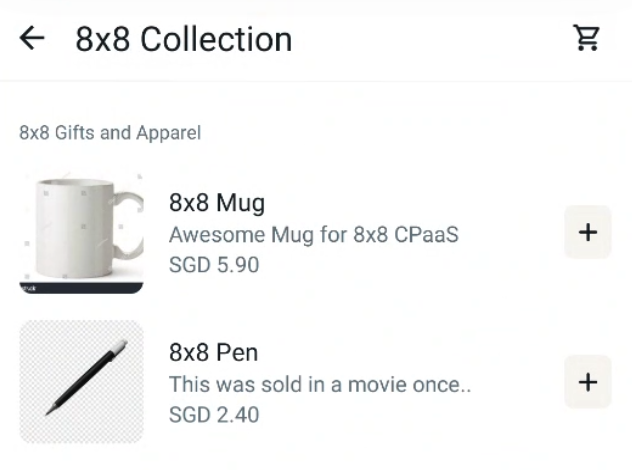 8x8 Collection
8x8 Gifts and Apparel
8x8 Mug
Awesome Mug for 8x8 CPaaS
SGD 5.90
8x8 Pen
This was sold in a movie once..
SGD 2.40